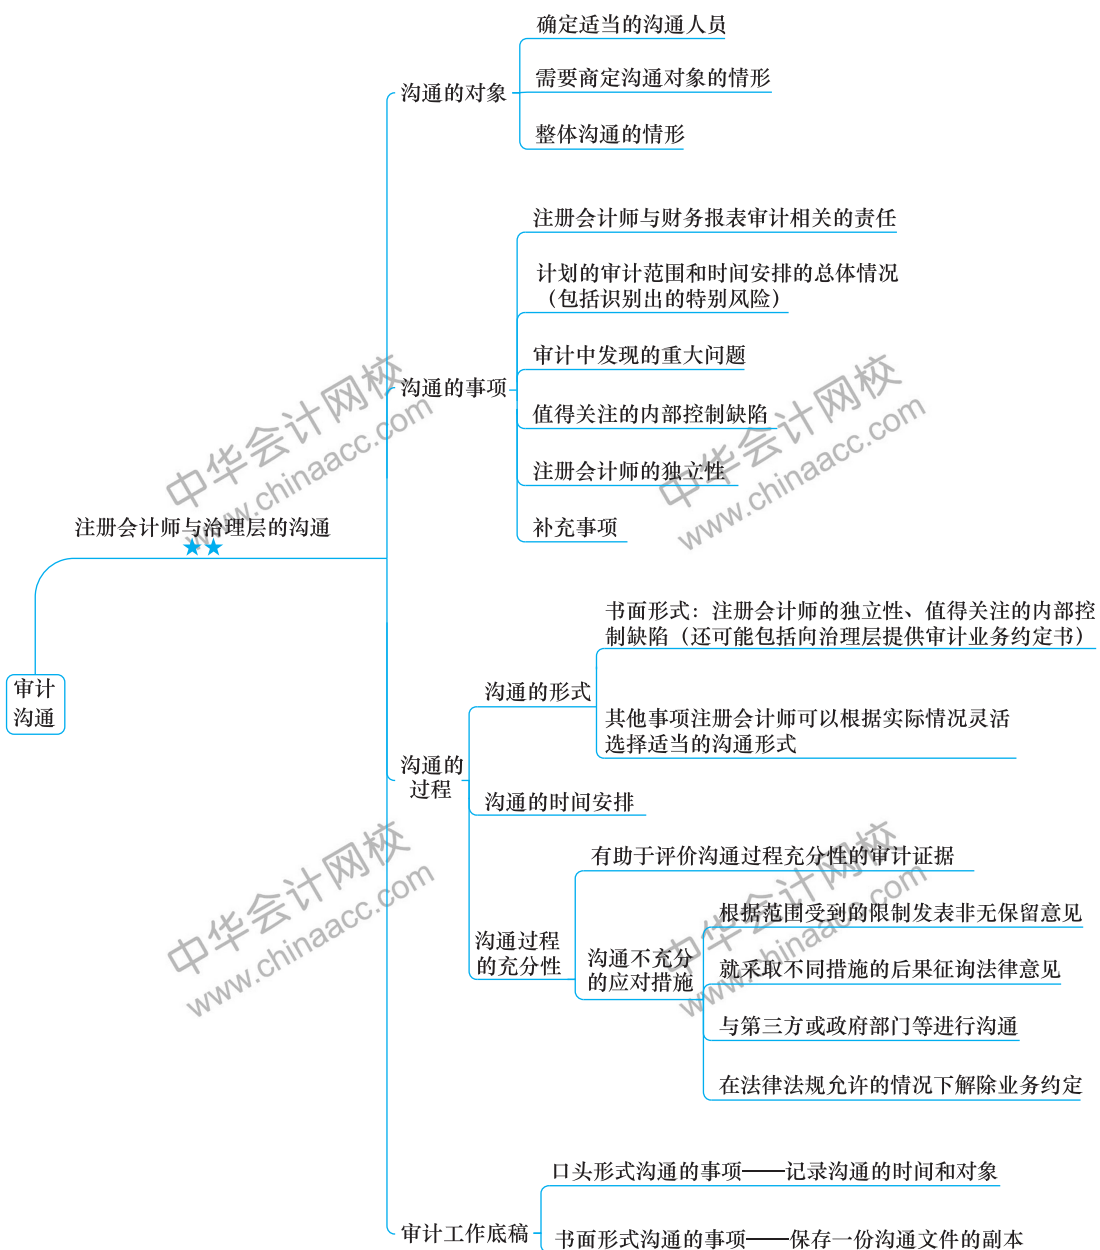 确定适当的沟通人员
沟通的对象
需要商定沟通对象的情形
整体沟通的情形
注册会计师与财务报表审计相关的责任
计划的审计范围和时间安排的总体情况
（包括识别出的特别风险）
审计中发现的重大问题
沟通的事项
值得关注的内部控制缺陷
注册会计师的独立性
补充事项
中华会计网校
www.chinaacc.com
中华会计网校
www.chinaacc.com
注册会计师与治理层的沟通
★★
审计
沟通
书面形式：注册会计师的独立性、值得关注的内部控
制缺陷（还可能包括向治理层提供审计业务约定书）
沟通的形式
其他事项注册会计师可以根据实际情况灵活
选择适当的沟通形式
沟通的
过程
沟通的时间安排
有助于评价沟通过程充分性的审计证据
沟通过程
的充分性
沟通不充分
的应对措施
根据范围受到的限制发表非无保留意见
就采取不同措施的后果征询法律意见
与第三方或政府部门等进行沟通
在法律法规允许的情况下解除业务约定
中华会计网校
www.chinaacc.com
中华会计网校
www.chinaacc.com
口头形式沟通的事项——记录沟通的时间和对象
审计工作底稿
书面形式沟通的事项——保存一份沟通文件的副本